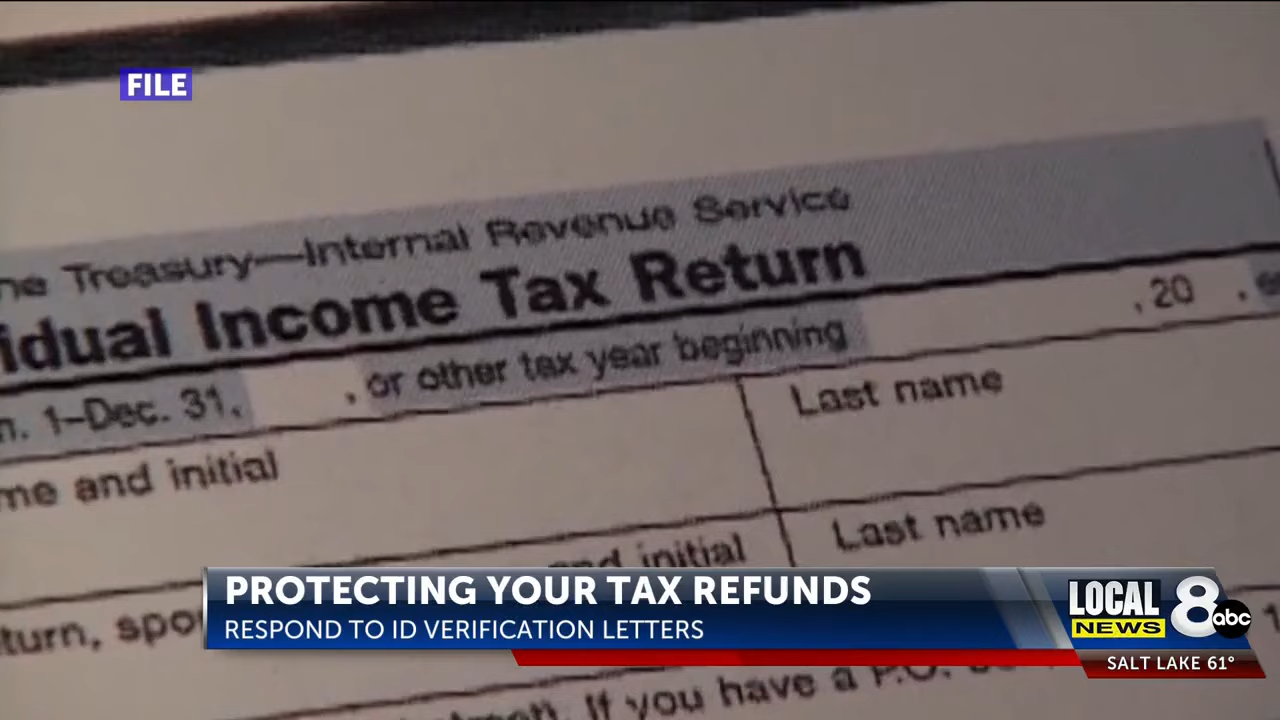 FILE
ne Treasury—Internal Revenue Service
idual Income Tax Return
n. 1–Dec. 31, , or other tax year beginning , 20 ,
me and initial Last name
and initial Last name
turn, spo
PROTECTING YOUR TAX REFUNDS
RESPOND TO ID VERIFICATION LETTERS
LOCAL
NEWS
8
abc
SALT LAKE 61°
If you have a P.O.